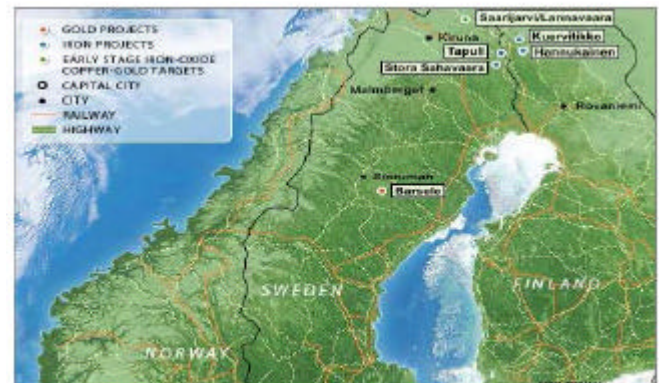 GOLD PROJECTS
IRON PROJECTS
EARLY STAGE IRON-OXIDE
COPPER-GOLD TARGETS
CAPITAL CITY
CITY
RAILWAY
HIGHWAY
Saarijarvi/Lannavaara
Kiruna
Kuervitikko
Tapuli
Hannukainen
Stora Sahavaara
Malmberget
Rovaniemi
Barsele
SWEDEN
FINLAND
NORWAY